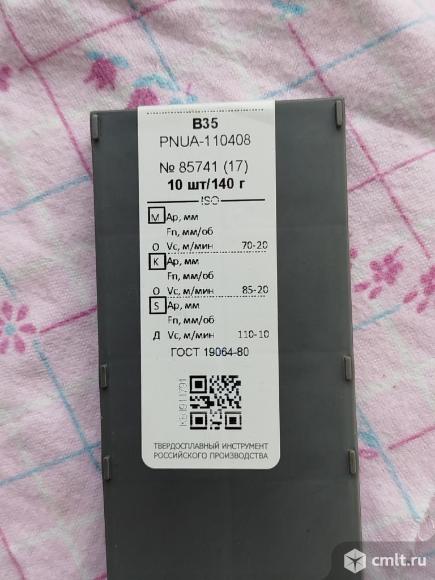 B35
PNUA-110408
№ 85741 (17)
10 шт/140 г
ISO
M Ap, мм
Fn, мм/об
О Vc, м/мин 70-20
K Ap, мм
Fn, мм/об
О Vc, м/мин 85-20
S Ap, мм
Fn, мм/об
Д Vc, м/мин 110-10
ГОСТ 19064-80
ТВЕРДОСПЛАВНЫЙ ИНСТРУМЕНТ
РОССИЙСКОГО ПРОИЗВОДСТВА
cmlt.ru